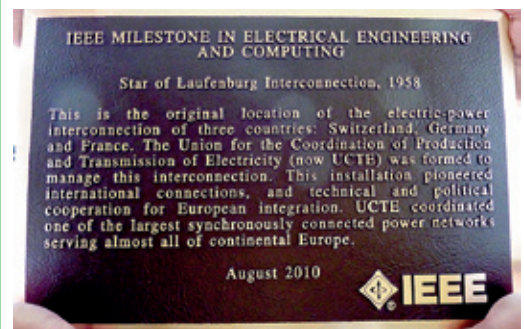 IEEE MILESTONE IN ELECTRICAL ENGINEERING
AND COMPUTING
Star of Laufenburg Interconnection, 1958
This is the original location of the electric-power
interconnection of three countries: Switzerland, Germany
and France. The Union for the Coordination of Production
and Transmission of Electricity (now UCTE) was formed to
manage this interconnection. This installation pioneered
international connections, and technical and political
cooperation for European integration. UCTE coordinated
one of the largest synchronously connected power networks
serving almost all of continental Europe.
August 2010
IEEE